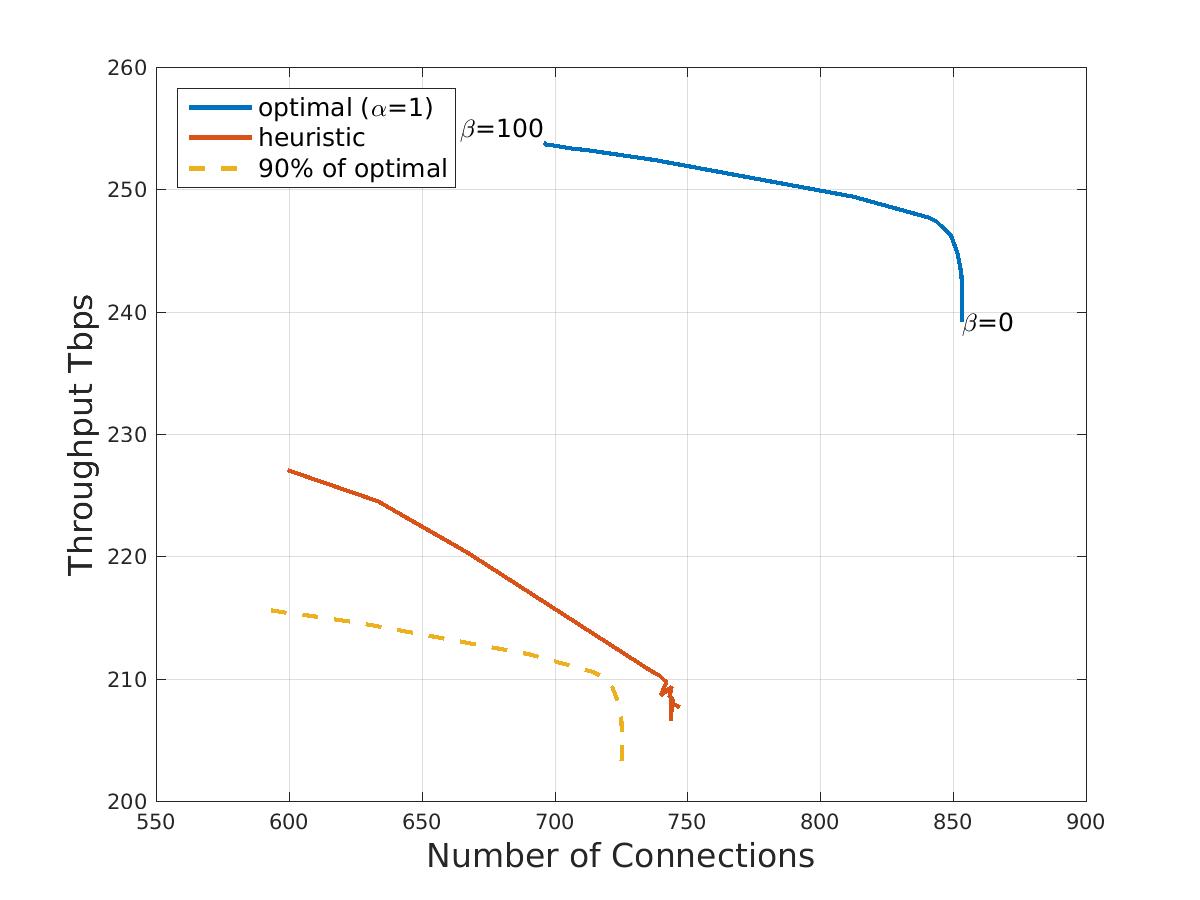 260
250
240
230
220
210
200
Throughput Tbps
optimal (α=1)
heuristic
90% of optimal
β=100
β=0
550 600 650 700 750 800 850 900
Number of Connections